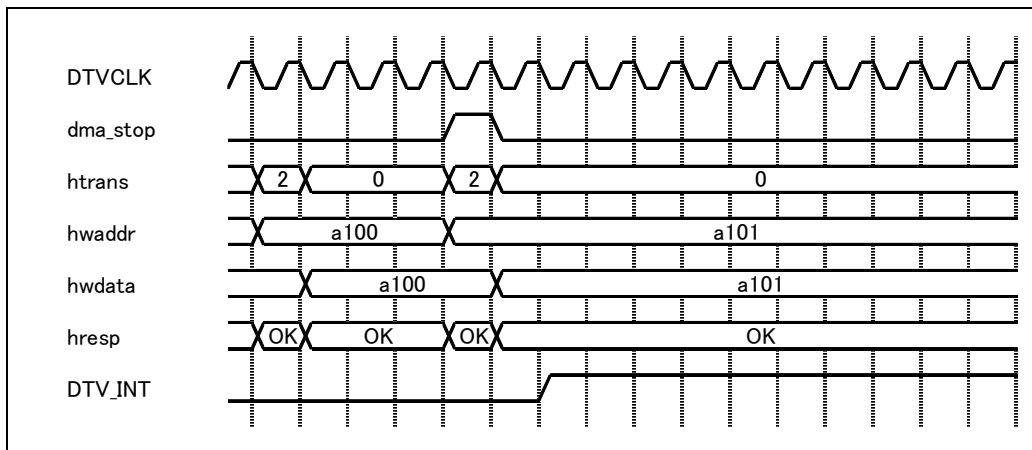 DTVCLK
dma_stop
htrans 2 0 2 0
hwaddr a100 a101
hwdata a100 a101
hresp OK OK OK OK
DTV_INT